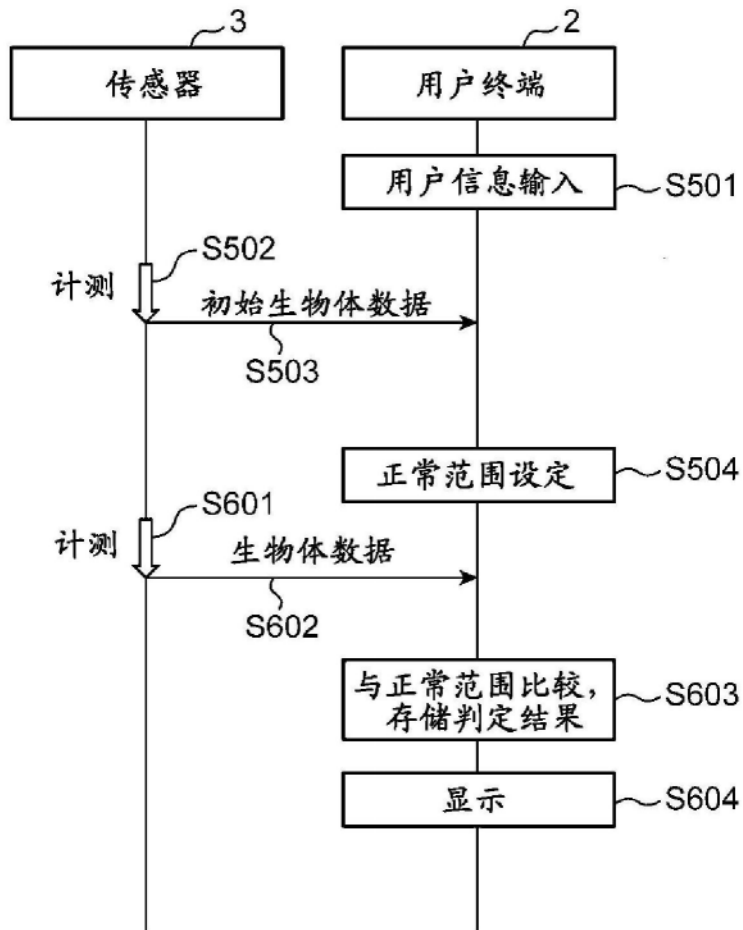 3
2
传感器
用户终端
用户信息输入
S501
S502
计测
初始生物体数据
S503
正常范围设定
S504
S601
计测
生物体数据
S602
与正常范围比较，
存储判定结果
S603
显示
S604